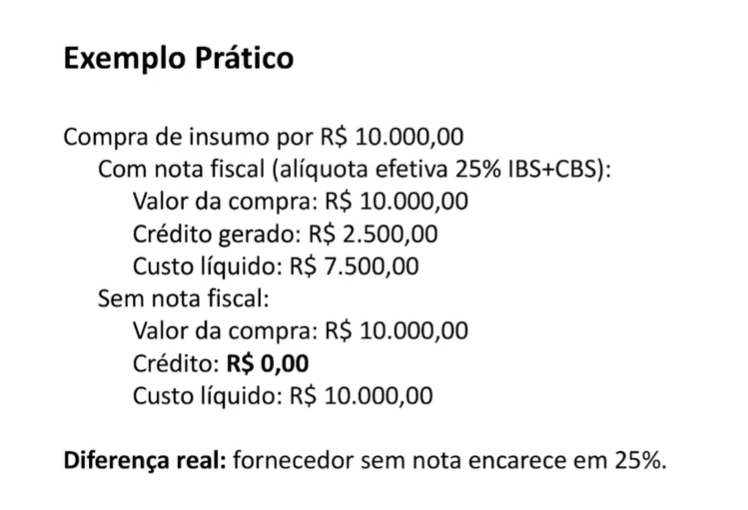 Exemplo Prático
Compra de insumo por R$ 10.000,00
Com nota fiscal (alíquota efetiva 25% IBS+CBS):
Valor da compra: R$ 10.000,00
Crédito gerado: R$ 2.500,00
Custo líquido: R$ 7.500,00
Sem nota fiscal:
Valor da compra: R$ 10.000,00
Crédito: R$ 0,00
Custo líquido: R$ 10.000,00
Diferença real: fornecedor sem nota encarece em 25%.